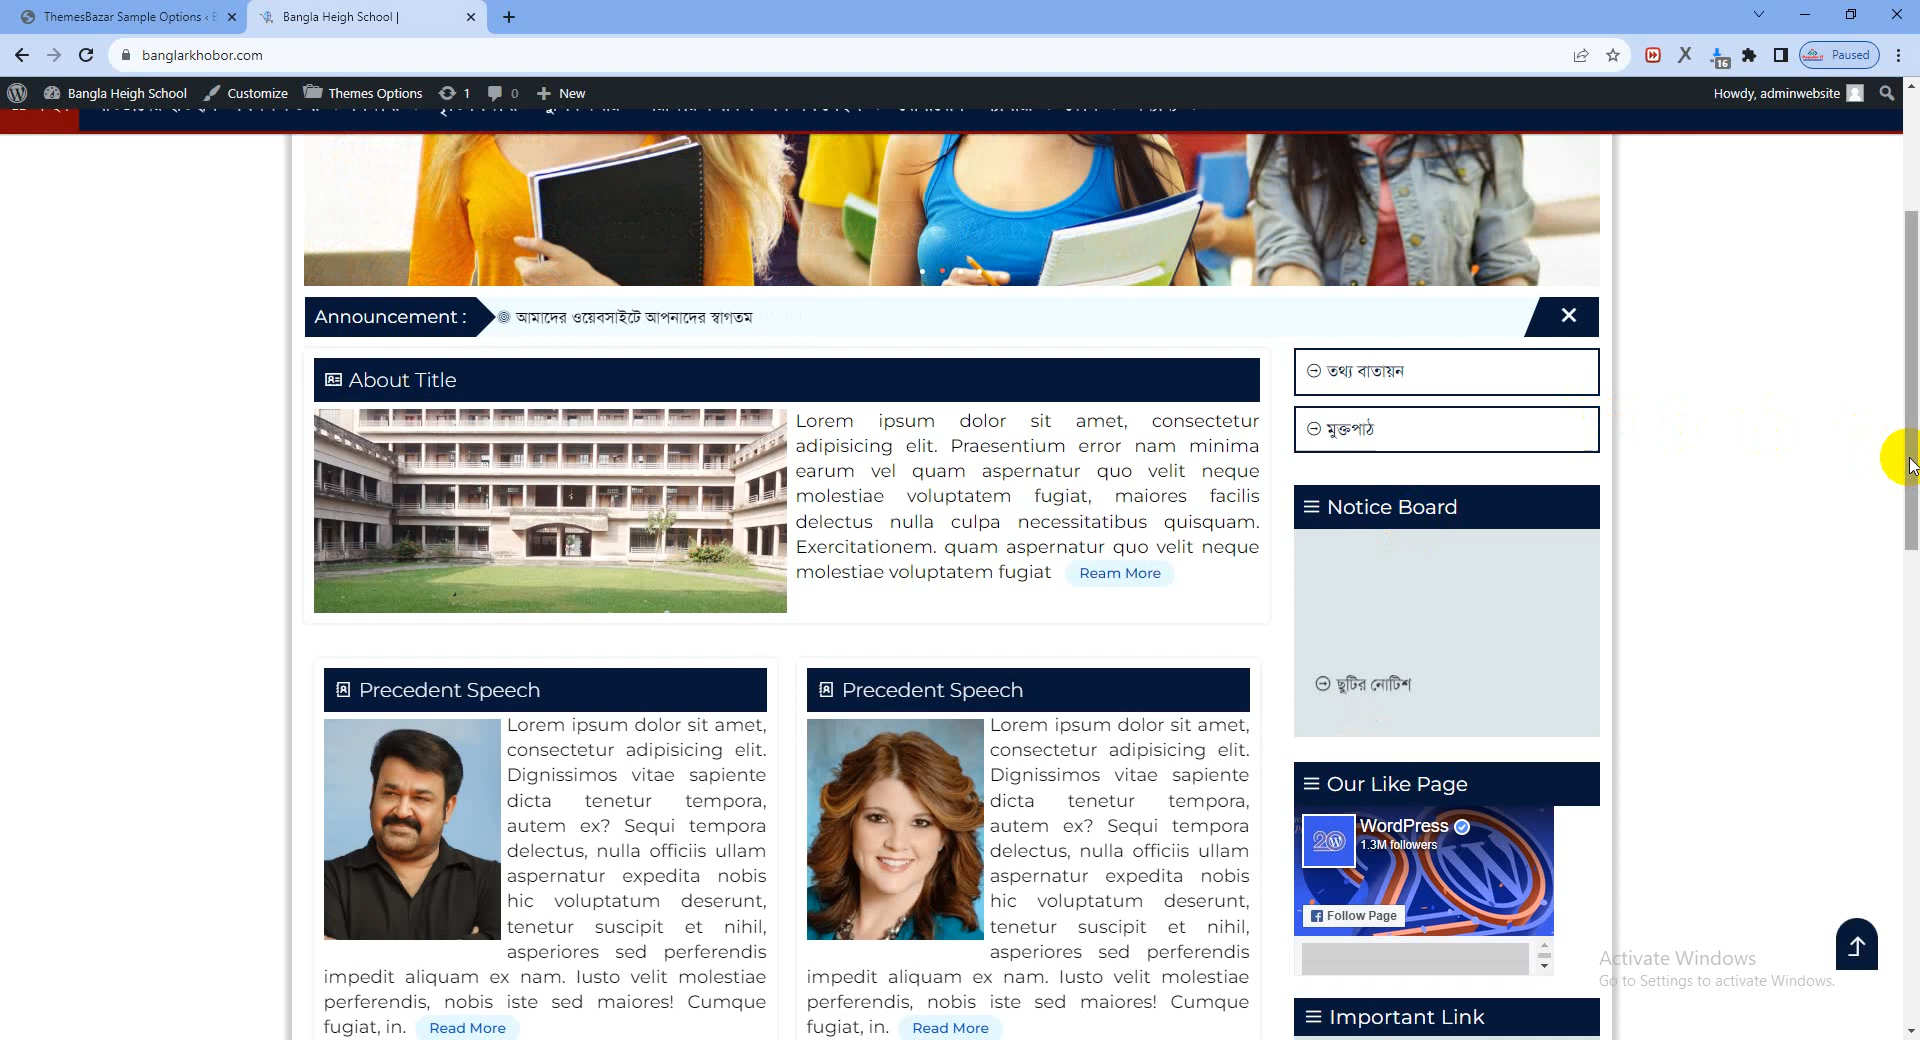 ThemesBazar Sample Options ‹
Bangla Heigh School |
banglarkhobor.com
16
Paused
Bangla Heigh School
Customize
Themes Options
1
0
New
Howdy, adminwebsite
Announcement :
আমাদের ওয়েবসাইটে আপনাদের স্বাগতম
About Title
Lorem ipsum dolor sit amet, consectetur
adipisicing elit. Praesentium error nam minima
earum vel quam aspernatur quo velit neque
molestiae voluptatem fugiat, maiores facilis
delectus nulla culpa necessitatibus quisquam.
Exercitationem. quam aspernatur quo velit neque
molestiae voluptatem fugiat Ream More
তথ্য বাতায়ন
মুক্তপাঠ
Notice Board
ছুটির নোটিশ
Precedent Speech
Lorem ipsum dolor sit amet,
consectetur adipisicing elit.
Dignissimos vitae sapiente
dicta tenetur tempora,
autem ex? Sequi tempora
delectus, nulla officiis ullam
aspernatur expedita nobis
hic voluptatum deserunt,
tenetur suscipit et nihil,
asperiores sed perferendis
impedit aliquam ex nam. Iusto velit molestiae
perferendis, nobis iste sed maiores! Cumque
fugiat, in. Read More
Precedent Speech
Lorem ipsum dolor sit amet,
consectetur adipisicing elit.
Dignissimos vitae sapiente
dicta tenetur tempora,
autem ex? Sequi tempora
delectus, nulla officiis ullam
aspernatur expedita nobis
hic voluptatum deserunt,
tenetur suscipit et nihil,
asperiores sed perferendis
impedit aliquam ex nam. Iusto velit molestiae
perferendis, nobis iste sed maiores! Cumque
fugiat, in. Read More
Our Like Page
WordPress
1.3M followers
Follow Page
Activate Windows
Go to Settings to activate Windows.
Important Link